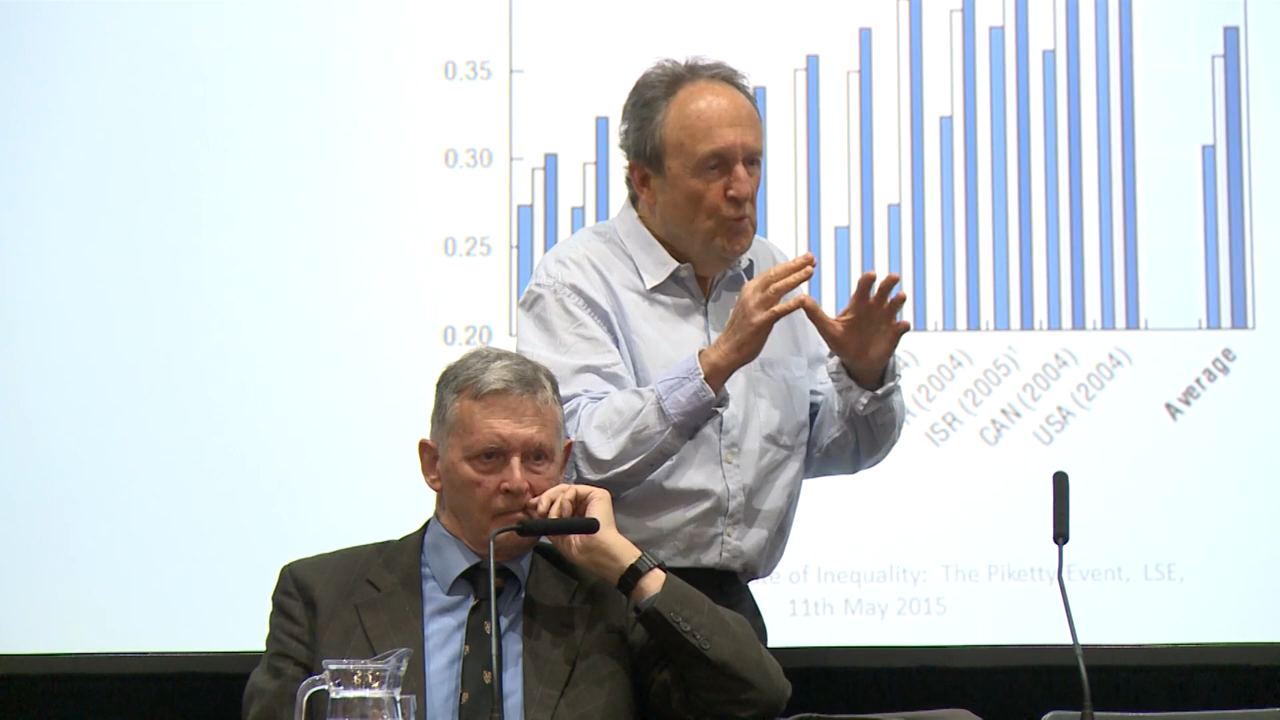 0.35
0.30
0.25
0.20
(2004)
ISR (2005)¹
CAN (2004)
USA (2004)
Average
of Inequality: The Piketty Event, LSE,
11th May 2015